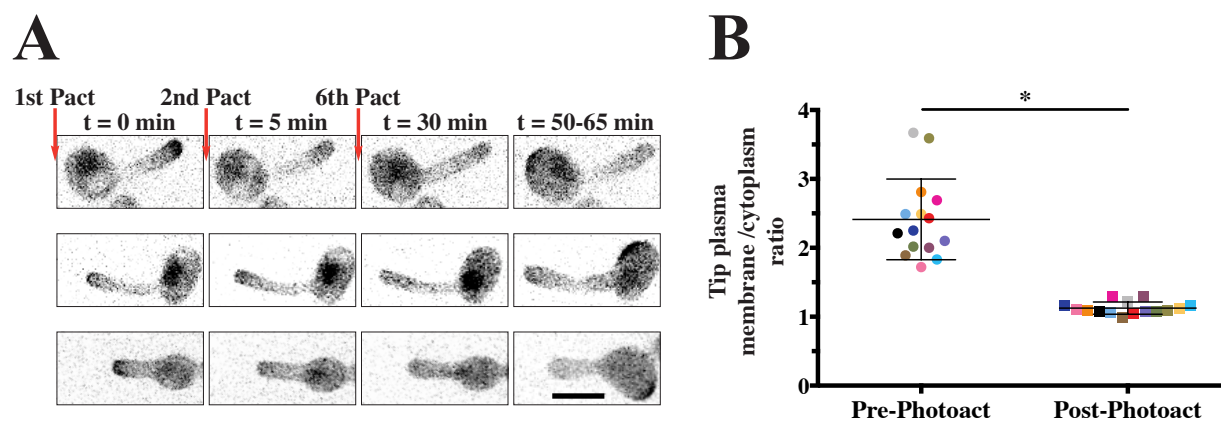 A
1st Pact 2nd Pact 6th Pact
t = 0 min t = 5 min t = 30 min t = 50-65 min
B
*
Tip plasma
membrane /cytoplasm
ratio
4
3
2
1
0
Pre-Photoact Post-Photoact